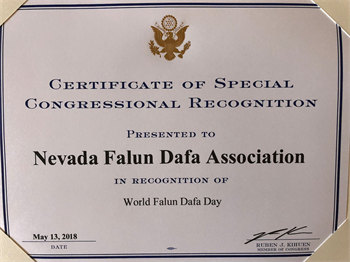 CERTIFICATE OF SPECIAL
CONGRESSIONAL RECOGNITION
PRESENTED TO
Nevada Falun Dafa Association
IN RECOGNITION OF
World Falun Dafa Day
May 13, 2018
DATE
RUBEN J. KIHUEN
MEMBER OF CONGRESS